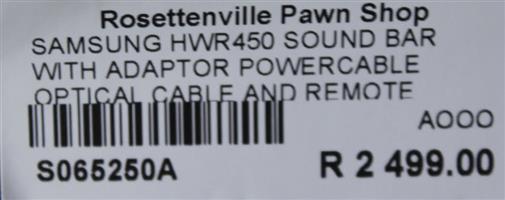 Rosettenville Pawn Shop
SAMSUNG HWR450 SOUND BAR
WITH ADAPTOR POWERCABLE
OPTICAL CABLE AND REMOTE
AOOO
S065250A R 2 499.00